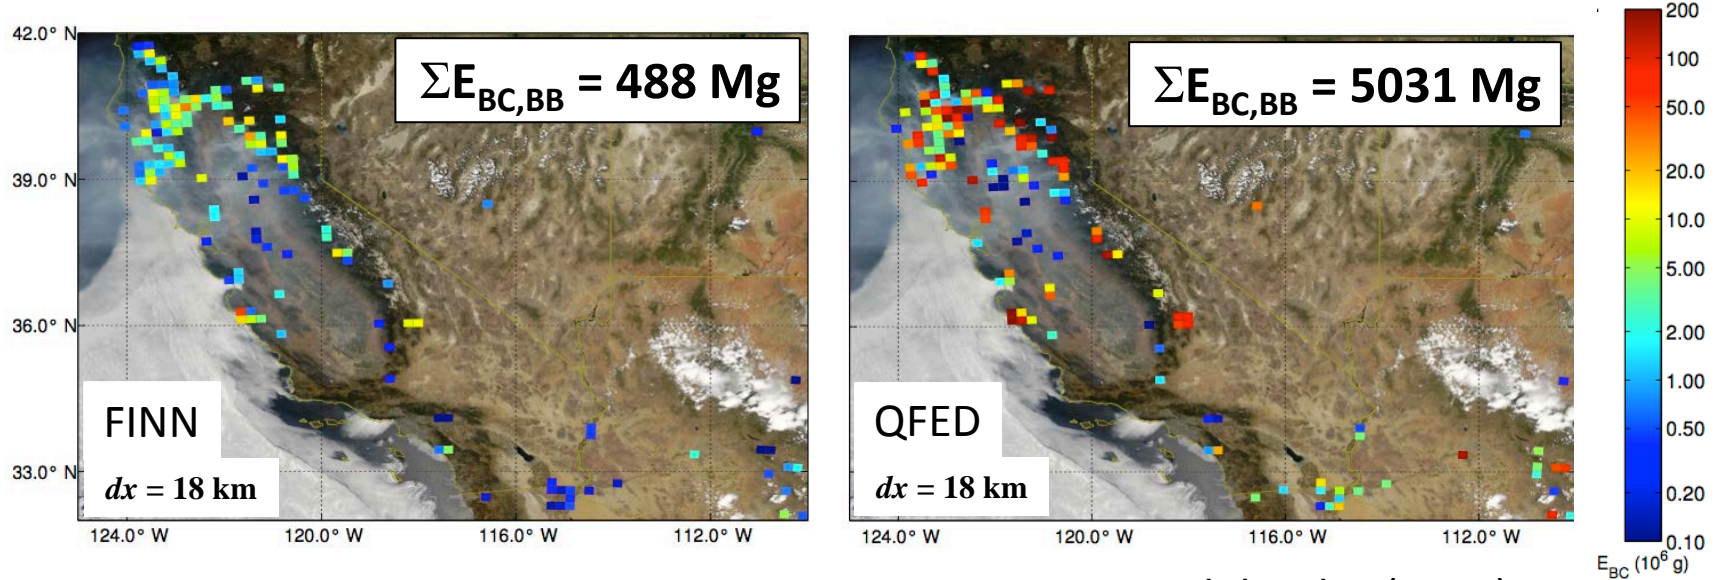 ΣE_BC,BB = 488 Mg
FINN
dx = 18 km
42.0° N
39.0° N
36.0° N
33.0° N
124.0° W 120.0° W 116.0° W 112.0° W
ΣE_BC,BB = 5031 Mg
QFED
dx = 18 km
124.0° W 120.0° W 116.0° W 112.0° W
200
100
50.0
20.0
10.0
5.00
2.00
1.00
0.50
0.20
0.10
E_BC (10^6 g)